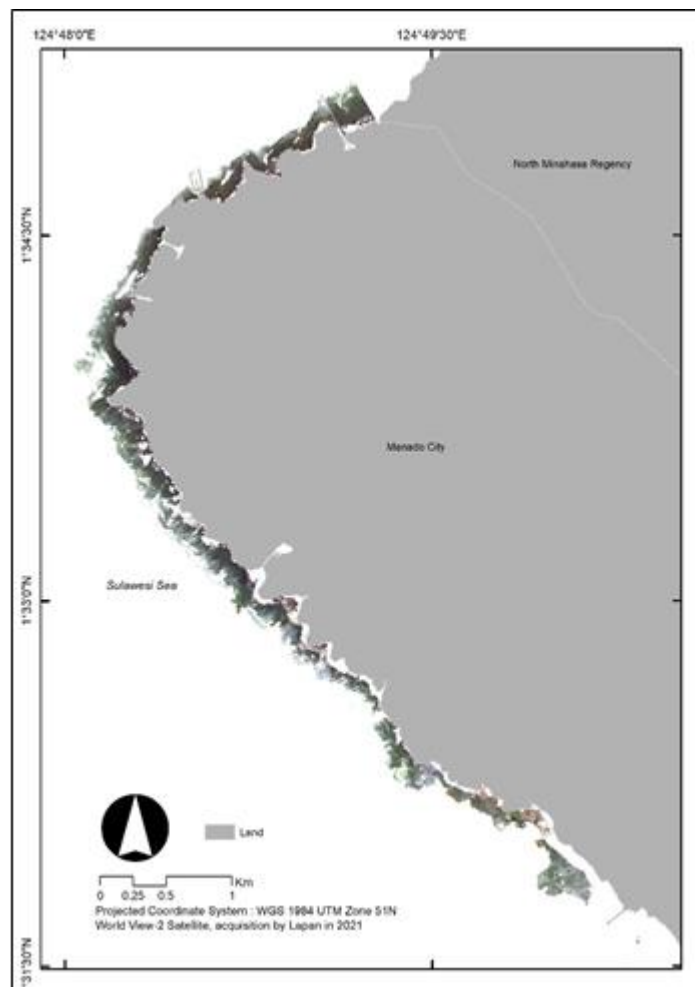 124°48'0"E
124°49'30"E
North Minahasa Regency
1°34'30"N
Manado City
Sulawesi Sea
1°33'0"N
Land
Km
0 0.25 0.5 1
Projected Coordinate System : WGS 1984 UTM Zone 51N
World View-2 Satellite, acquisition by Lapan in 2021
1°31'30"N